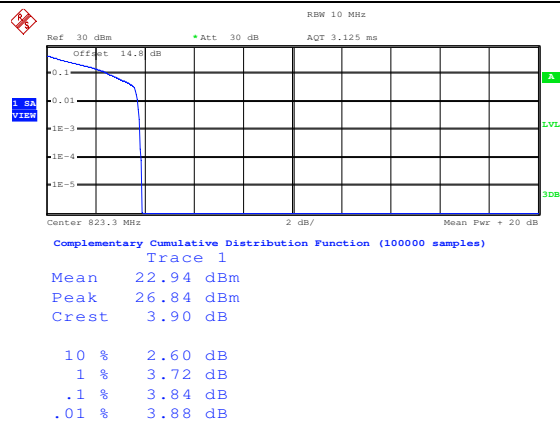 RBW 10 MHz
Ref 30 dBm * Att 30 dB AQT 3.125 ms
Offset 14.8 dB
0.1
A
0.01
1 SA
VIEW
1E-3
LVL
1E-4
1E-5
3DB
Center 823.3 MHz 2 dB/ Mean Pwr + 20 dB
Complementary Cumulative Distribution Function (100000 samples)
Trace 1
Mean 22.94 dBm
Peak 26.84 dBm
Crest 3.90 dB
10 % 2.60 dB
1 % 3.72 dB
.1 % 3.84 dB
.01 % 3.88 dB